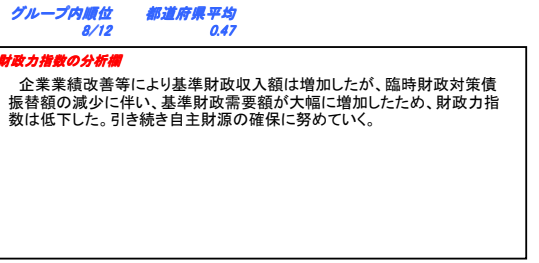 グループ内順位 都道府県平均
8/12 0.47
財政力指数の分析欄
企業業績改善等により基準財政収入額は増加したが、臨時財政対策債
振替額の減少に伴い、基準財政需要額が大幅に増加したため、財政力指
数は低下した。引き続き自主財源の確保に努めていく。